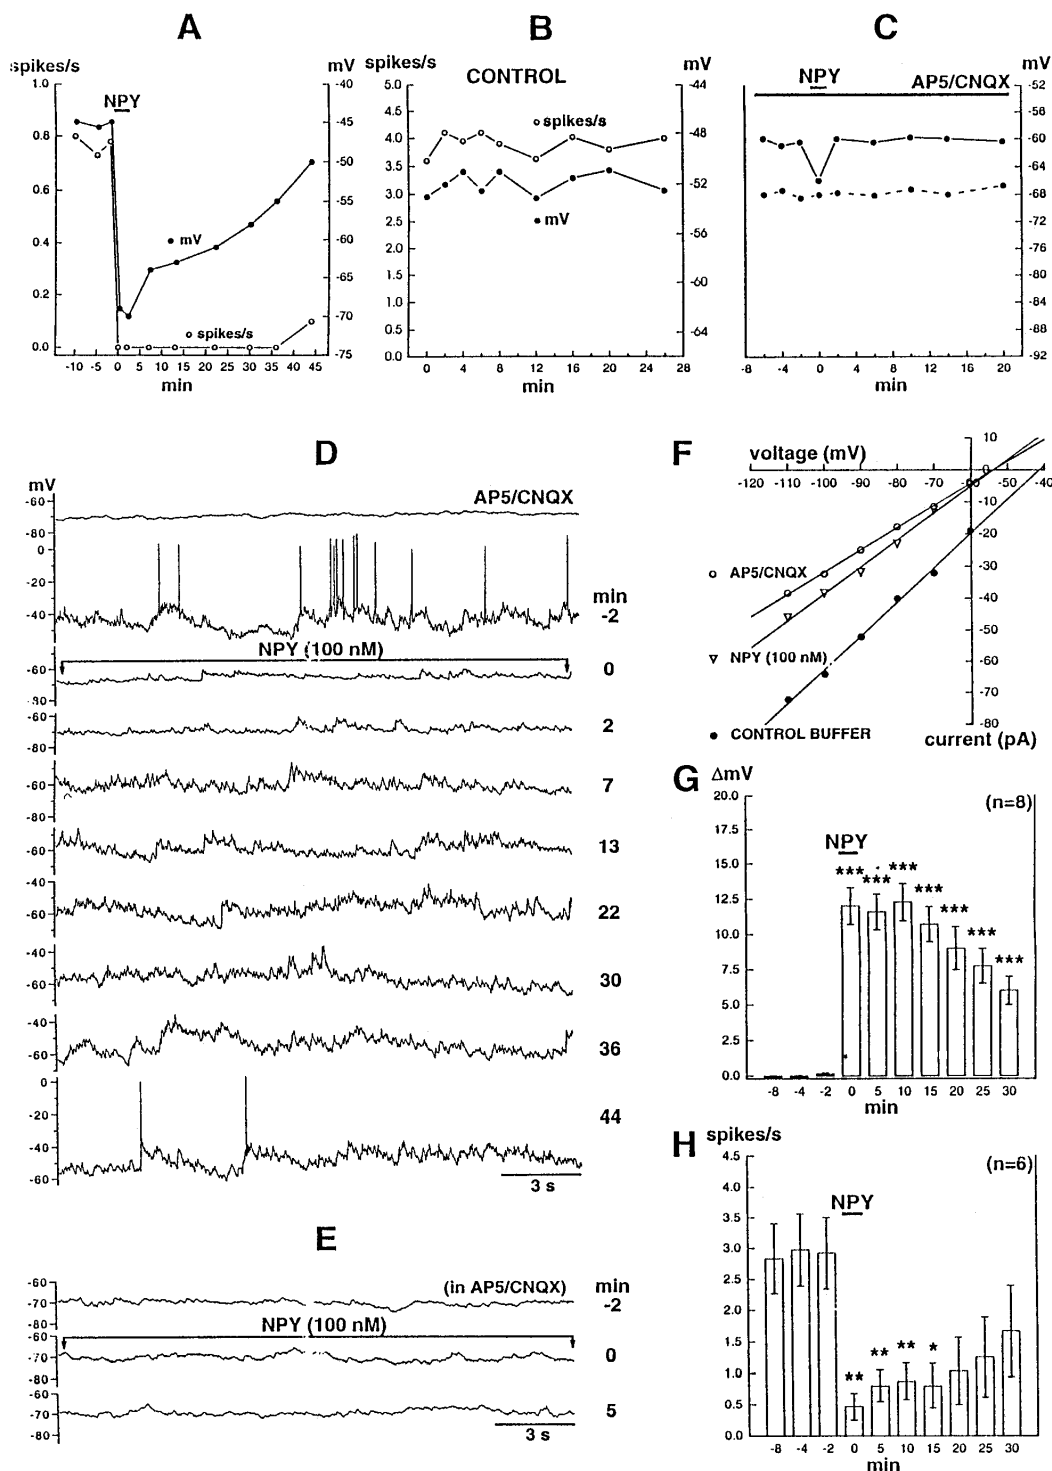 A
spikes/s
mV
NPY
1.0
0.8
0.6
0.4
0.2
0.0
-40
-45
-50
-55
-60
-65
-70
-75
mV
spikes/s
-10 -5 0 5 10 15 20 25 30 35 40 45
min
B
spikes/s
mV
CONTROL
5.0
4.5
4.0
3.5
3.0
2.5
2.0
1.5
1.0
0.5
0.0
-44
-48
-52
-56
-60
-64
spikes/s
mV
0 4 8 12 16 20 24 28
min
C
mV
NPY
AP5/CNQX
-52
-56
-60
-64
-68
-72
-76
-80
-84
-88
-92
-8 -4 0 4 8 12 16 20
min
D
mV
AP5/CNQX
-60
-80
0
-20
-40
min
-2
NPY (100 nM)
-60
0
-60
-80
2
-60
-80
7
-60
13
-40
-60
22
-60
30
-40
-60
36
0
-20
-40
-60
44
3 s
E
(in AP5/CNQX)
min
-60
-70
-80
-2
NPY (100 nM)
-60
-70
-80
0
-60
-70
-80
5
3 s
F
voltage (mV)
-120 -110 -100 -90 -80 -70 -60 -50 -40
10
0
-10
-20
-30
-40
-50
-60
-70
-80
AP5/CNQX
NPY (100 nM)
CONTROL BUFFER
current (pA)
G
ΔmV
(n=8)
NPY
20.0
17.5
15.0
12.5
10.0
7.5
5.0
2.5
0.0
*** *** *** *** *** *** ***
-8 -4 -2 0 5 10 15 20 25 30
min
H
spikes/s
(n=6)
NPY
4.5
4.0
3.5
3.0
2.5
2.0
1.5
1.0
0.5
0.0
** ** ** *
-8 -4 -2 0 5 10 15 20 25 30
min